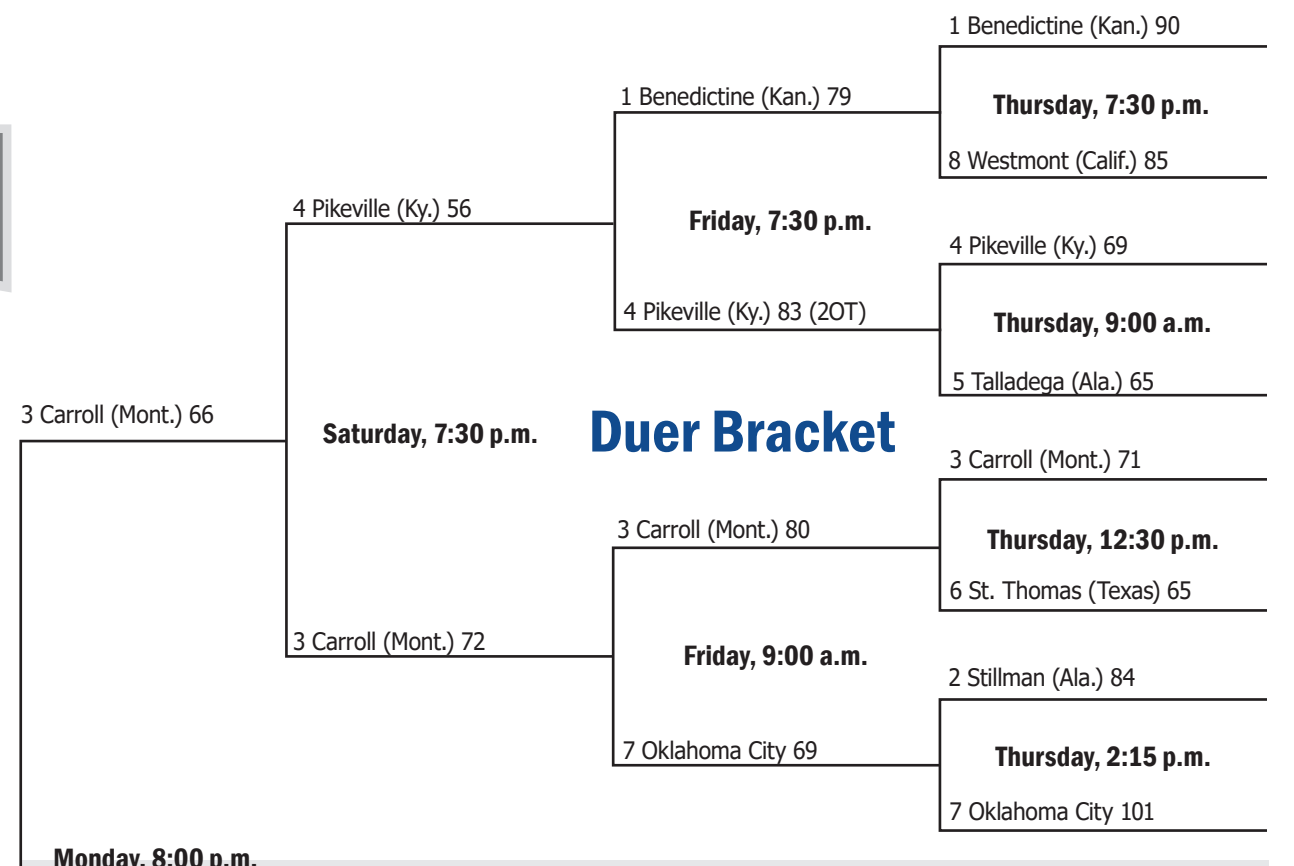 1 Benedictine (Kan.) 90
Thursday, 7:30 p.m.
8 Westmont (Calif.) 85
1 Benedictine (Kan.) 79
Friday, 7:30 p.m.
4 Pikeville (Ky.) 83 (2OT)
4 Pikeville (Ky.) 69
Thursday, 9:00 a.m.
5 Talladega (Ala.) 65
4 Pikeville (Ky.) 56
Saturday, 7:30 p.m.
3 Carroll (Mont.) 72
Duer Bracket
3 Carroll (Mont.) 71
Thursday, 12:30 p.m.
6 St. Thomas (Texas) 65
3 Carroll (Mont.) 80
Friday, 9:00 a.m.
7 Oklahoma City 69
2 Stillman (Ala.) 84
Thursday, 2:15 p.m.
7 Oklahoma City 101
3 Carroll (Mont.) 66
Monday, 8:00 p.m.